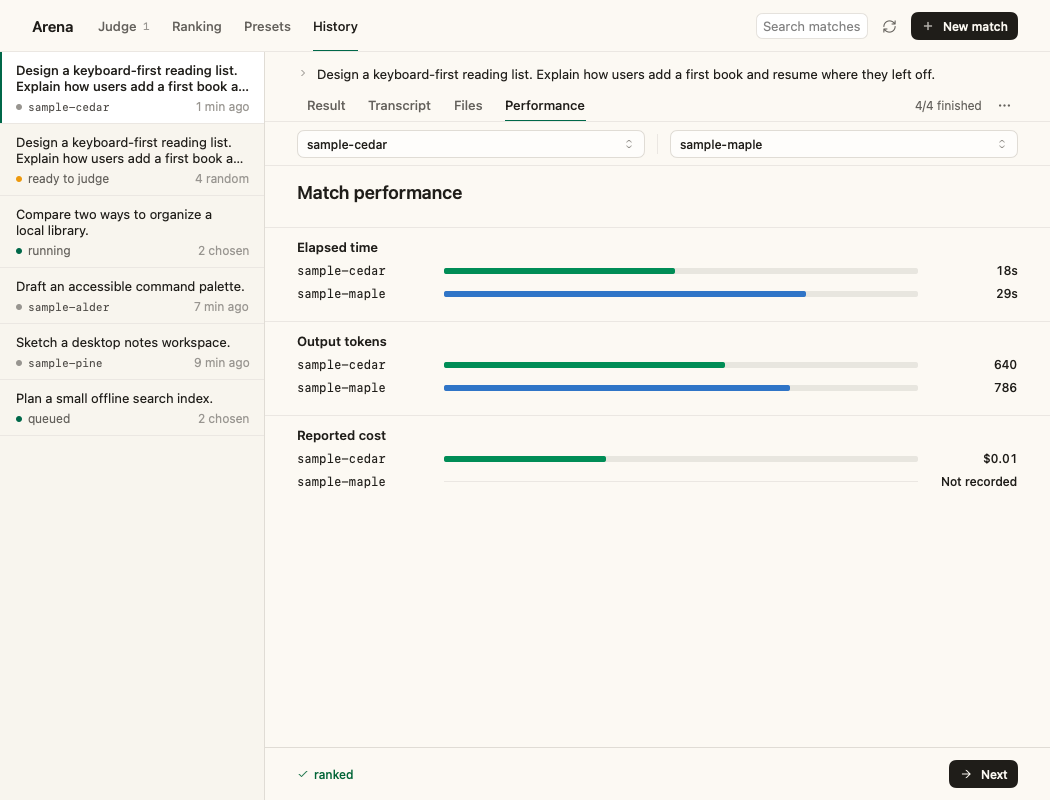 Arena
Judge 1
Ranking
Presets
History
Search matches
New match
Design a keyboard-first reading list.
Explain how users add a first book a...
sample-cedar
1 min ago
Design a keyboard-first reading list.
Explain how users add a first book a...
ready to judge
4 random
Compare two ways to organize a
local library.
running
2 chosen
Draft an accessible command palette.
sample-alder
7 min ago
Sketch a desktop notes workspace.
sample-pine
9 min ago
Plan a small offline search index.
queued
2 chosen
Design a keyboard-first reading list. Explain how users add a first book and resume where they left off.
Result
Transcript
Files
Performance
4/4 finished
sample-cedar
sample-maple
Match performance
Elapsed time
sample-cedar
18s
sample-maple
29s
Output tokens
sample-cedar
640
sample-maple
786
Reported cost
sample-cedar
$0.01
sample-maple
Not recorded
ranked
Next